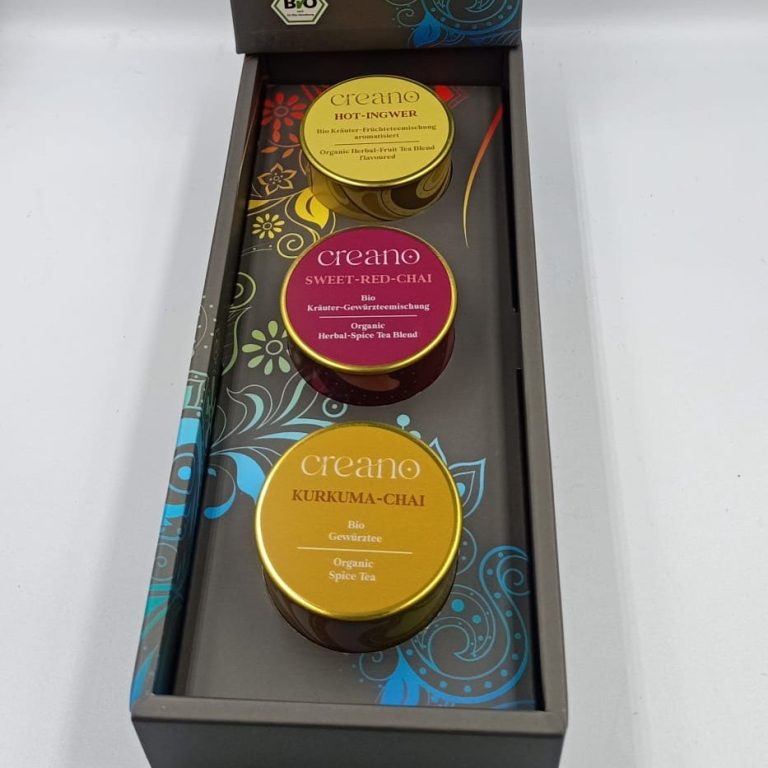 BIO
creano
HOT-INGWER
Bio Kräuter-Früchteteemischung
aromatisiert
Organic Herbal-Fruit Tea Blend
flavoured
creano
SWEET-RED-CHAI
Bio
Kräuter-Gewürzteemischung
Organic
Herbal-Spice Tea Blend
creano
KURKUMA-CHAI
Bio
Gewürztee
Organic
Spice Tea